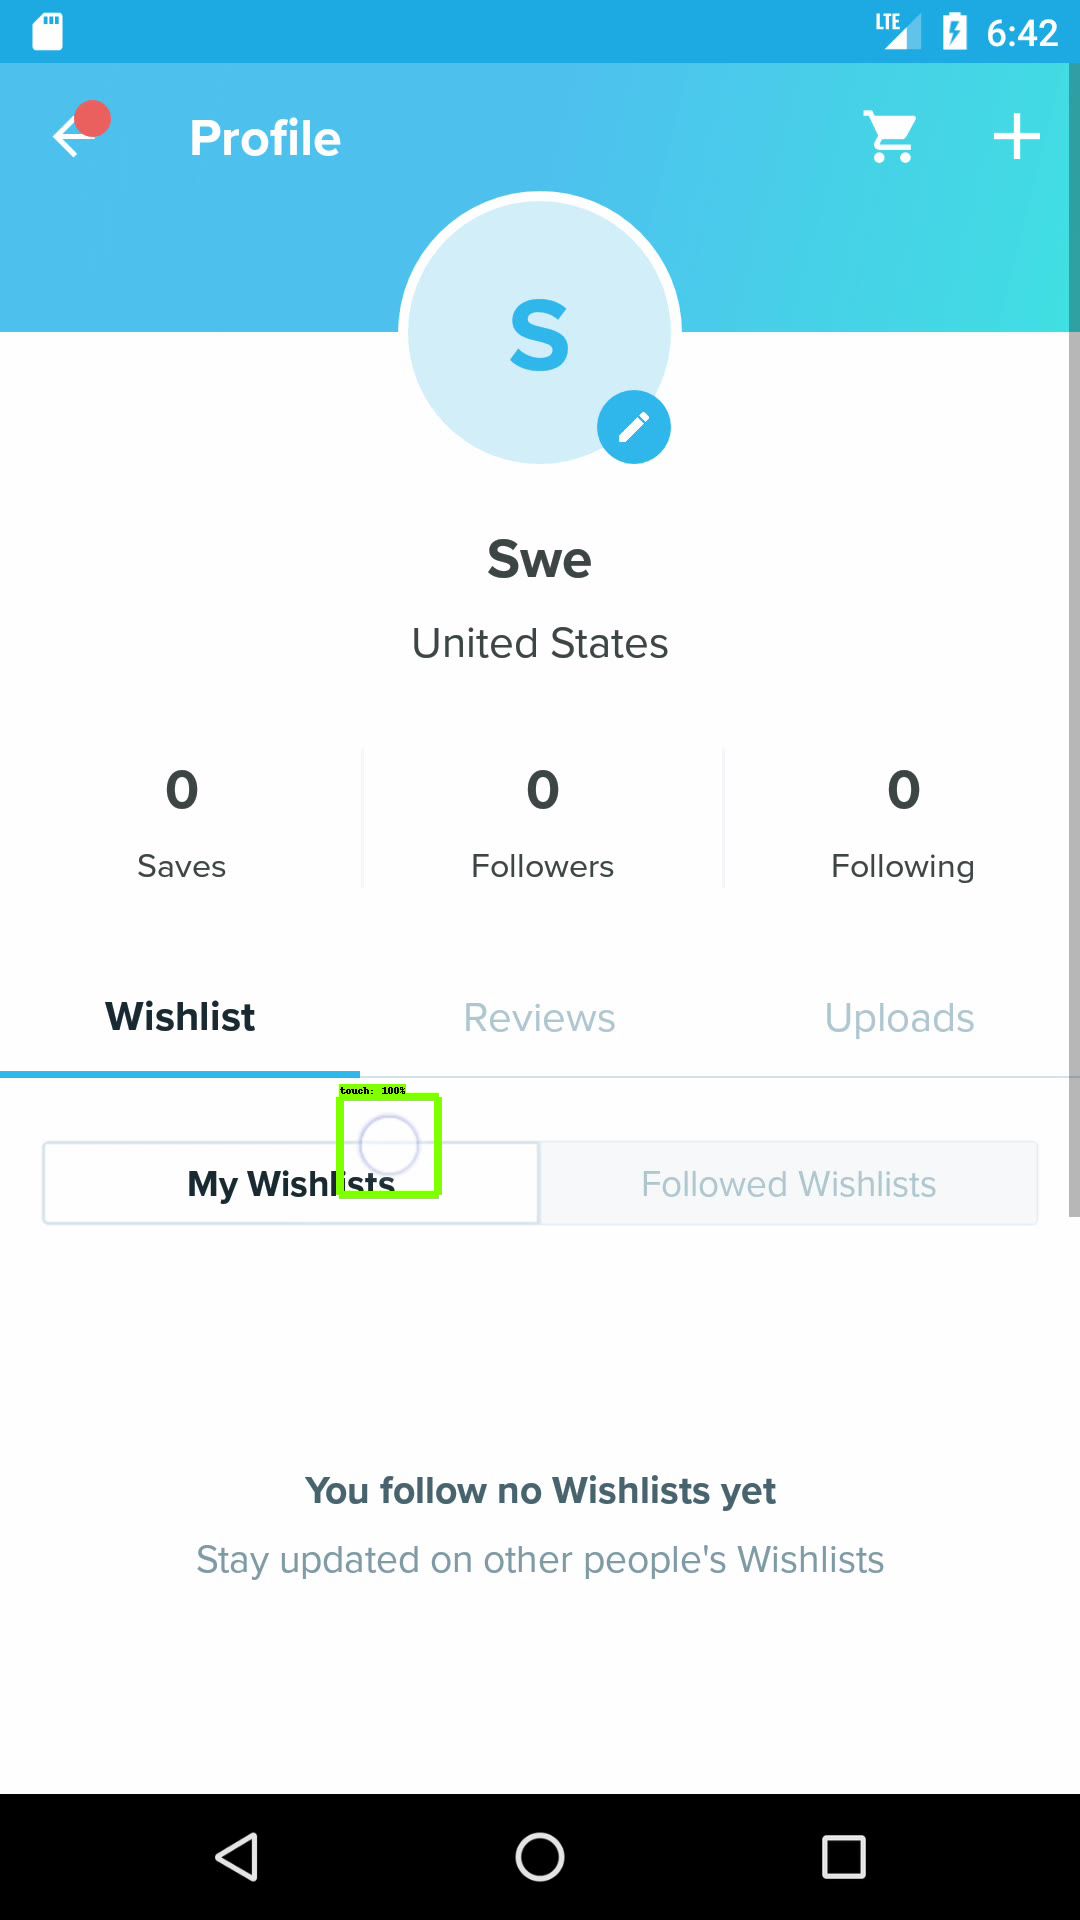 LTE 6:42
Profile
S
Swe
United States
0 0 0
Saves Followers Following
Wishlist Reviews Uploads
touch: 100%
My Wishlists Followed Wishlists
You follow no Wishlists yet
Stay updated on other people's Wishlists